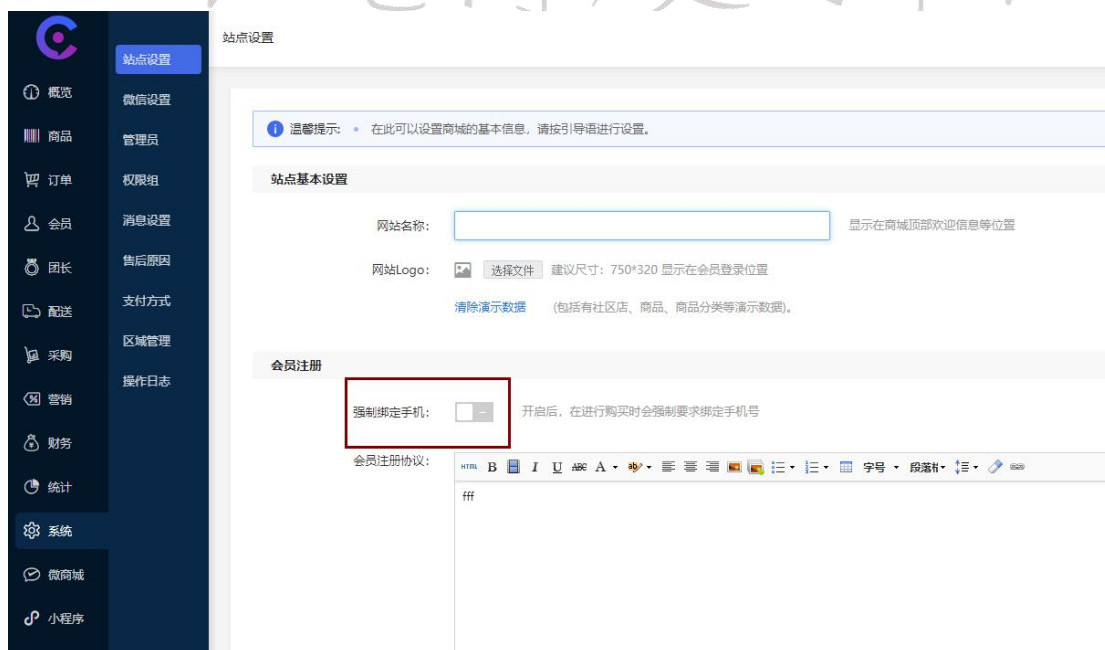 站点设置
站点设置
微信设置
管理员
权限组
消息设置
售后原因
支付方式
区域管理
操作日志
概览
商品
订单
会员
团长
配送
采购
营销
财务
统计
系统
微商城
小程序
温馨提示: • 在此可以设置商城的基本信息，请按引导语进行设置。
站点基本设置
网站名称: 显示在商城顶部欢迎信息等位置
网站Logo: 选择文件 建议尺寸：750*320 显示在会员登录位置
清除演示数据 (包括有社区店、商品、商品分类等演示数据)。
会员注册
强制绑定手机: 开启后，在进行购买时会强制要求绑定手机号
会员注册协议: HTML B I U ABC A ab 字号 段落
fff